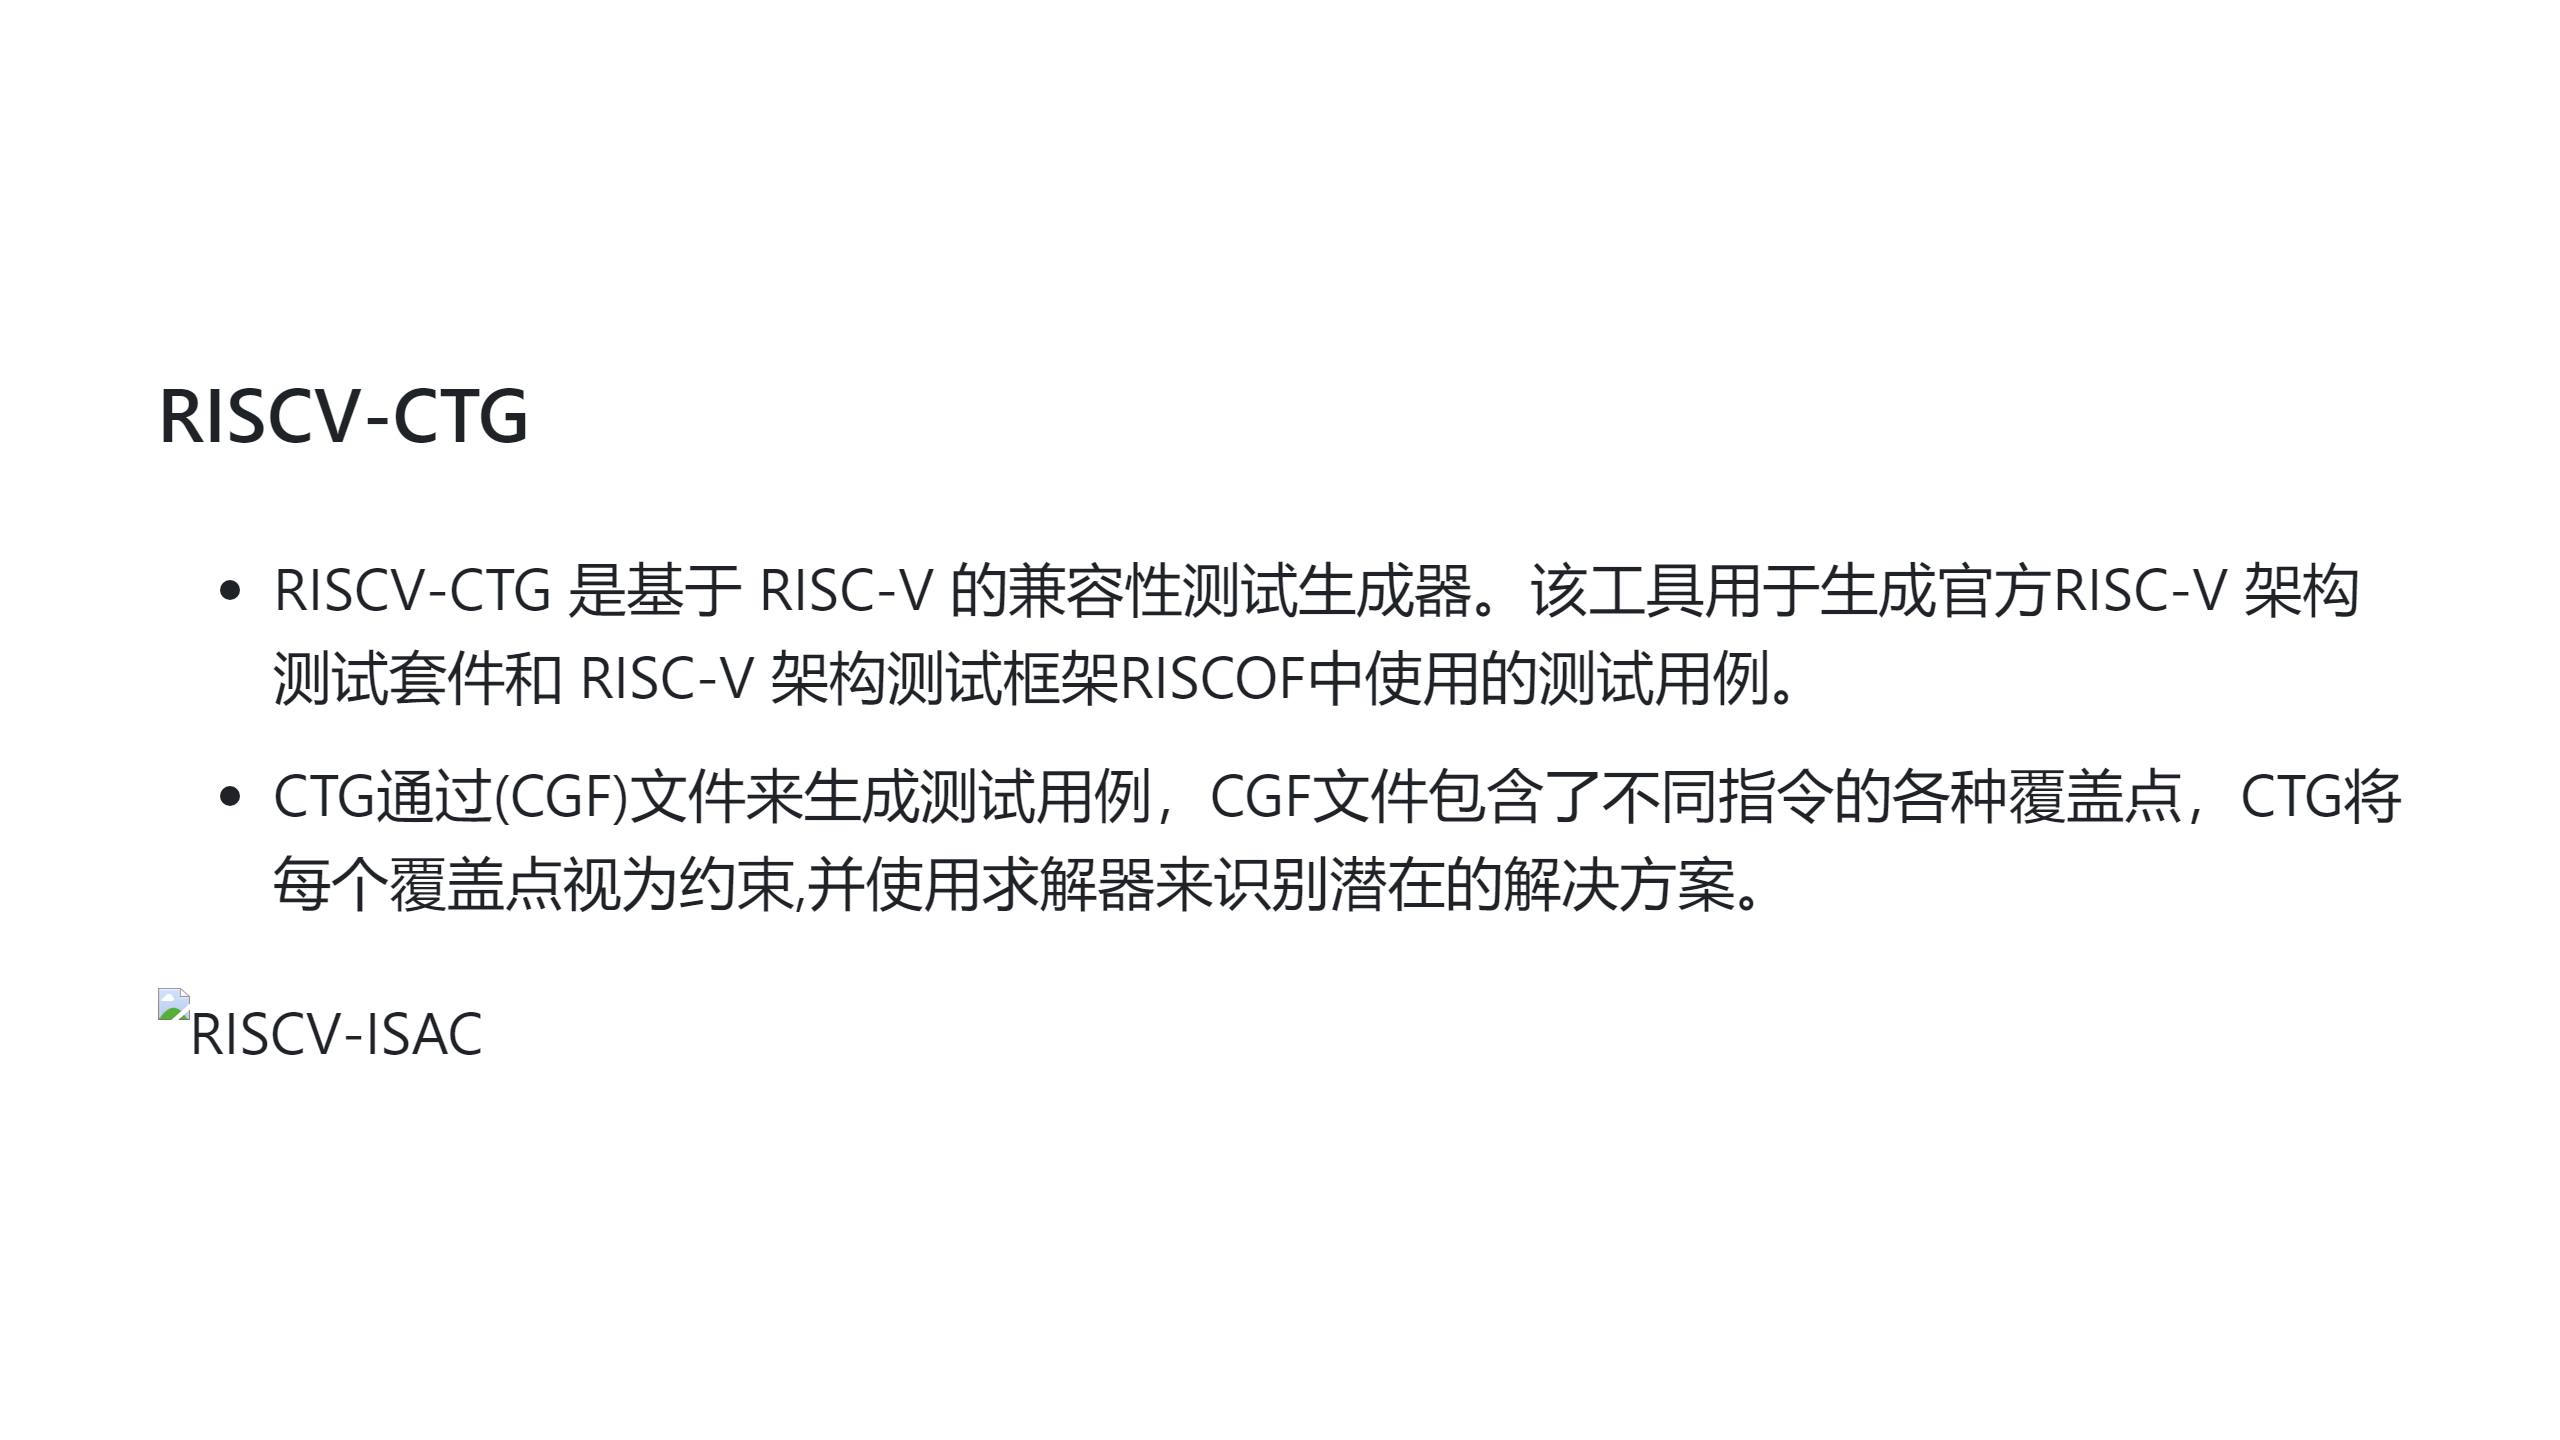 RISCV-CTG
• RISCV-CTG 是基于 RISC-V 的兼容性测试生成器。该工具用于生成官方RISC-V 架构
测试套件和 RISC-V 架构测试框架RISCOF中使用的测试用例。
• CTG通过(CGF)文件来生成测试用例，CGF文件包含了不同指令的各种覆盖点，CTG将
每个覆盖点视为约束,并使用求解器来识别潜在的解决方案。
RISCV-ISAC